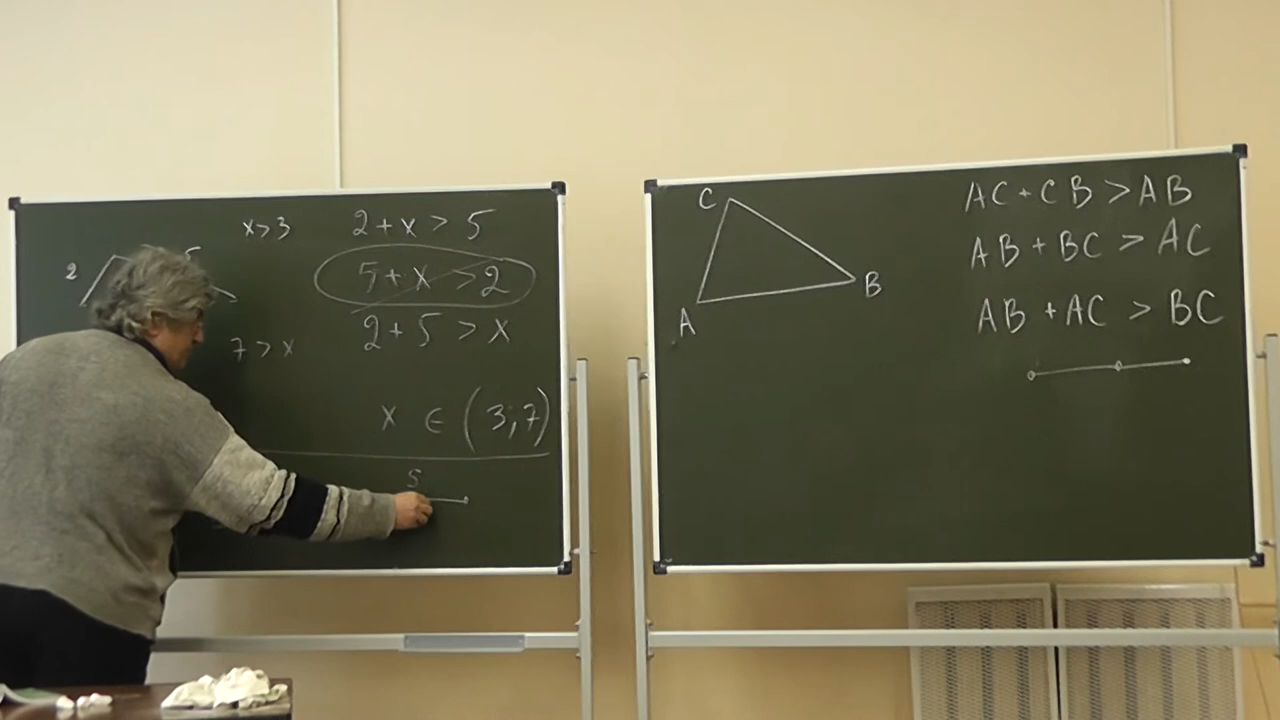 x>3 2+x>5
2
5+x>2
2+5>x
7>x
x∈(3;7)
5
C
B
A
AC+CB>AB
AB+BC>AC
AB+AC>BC